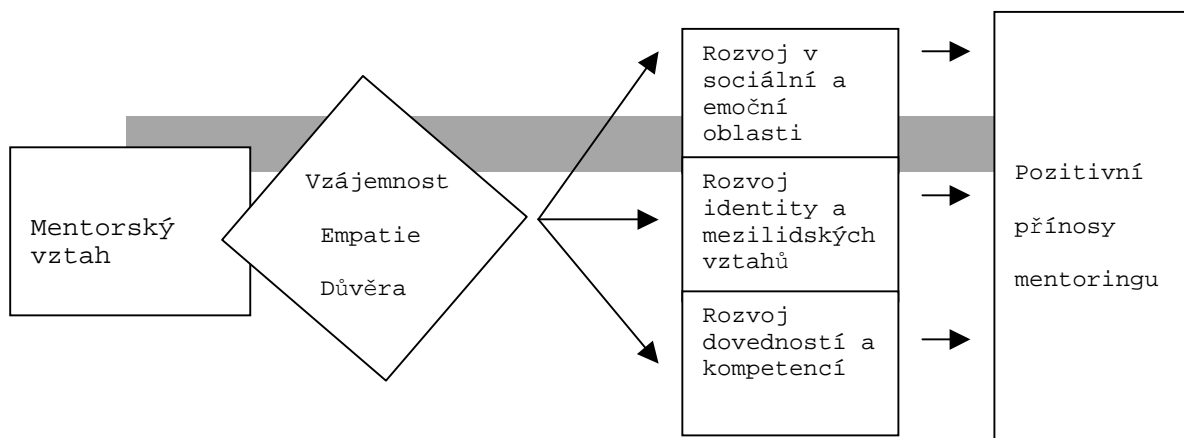 Mentorský
vztah
Vzájemnost
Empatie
Důvěra
Rozvoj v
sociální a
emoční
oblasti
Rozvoj
identity a
mezilidských
vztahů
Rozvoj
dovedností a
kompetencí
Pozitivní
přínosy
mentoringu